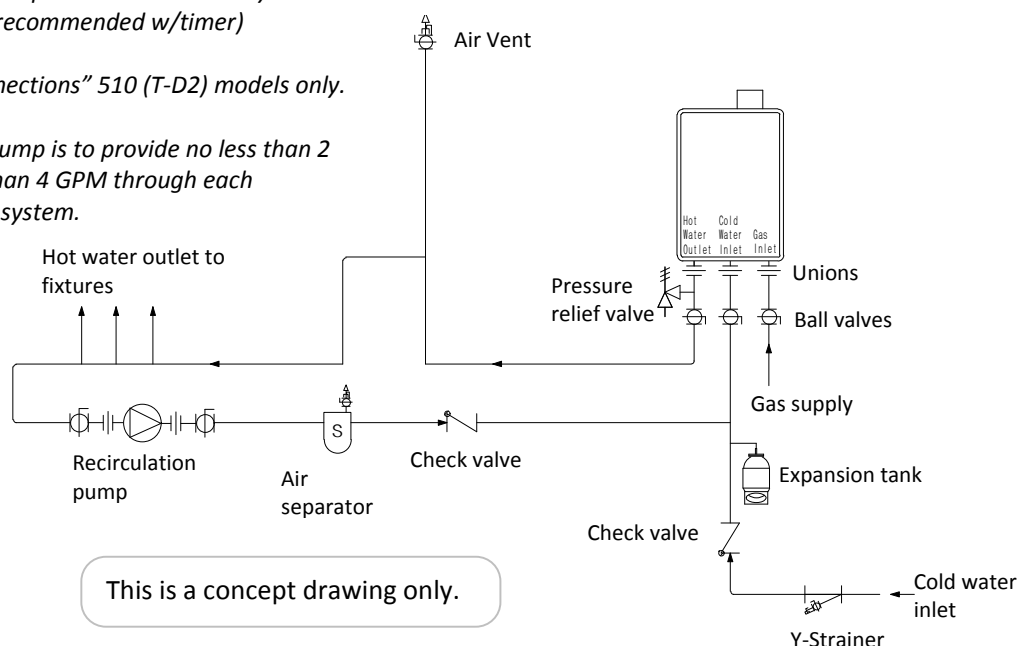 recommended w/timer)
Air Vent
nections” 510 (T-D2) models only.
ump is to provide no less than 2
han 4 GPM through each
system.
Hot water outlet to
fixtures
Hot Cold
Water Water Gas
Outlet Inlet Inlet
Unions
Pressure
relief valve
Ball valves
Gas supply
Recirculation
pump
S
Air
separator
Check valve
Expansion tank
Check valve
This is a concept drawing only.
Cold water
inlet
Y-Strainer